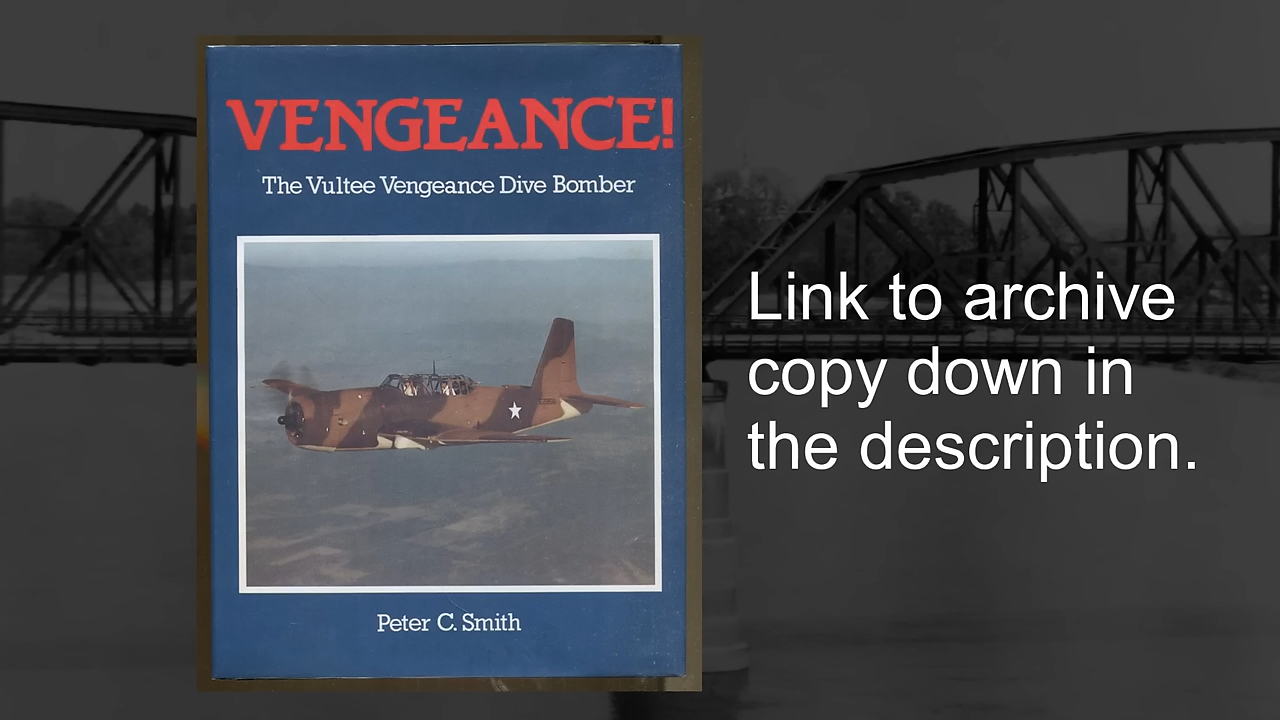 VENGEANCE!
The Vultee Vengeance Dive Bomber
Peter C. Smith
Link to archive
copy down in
the description.